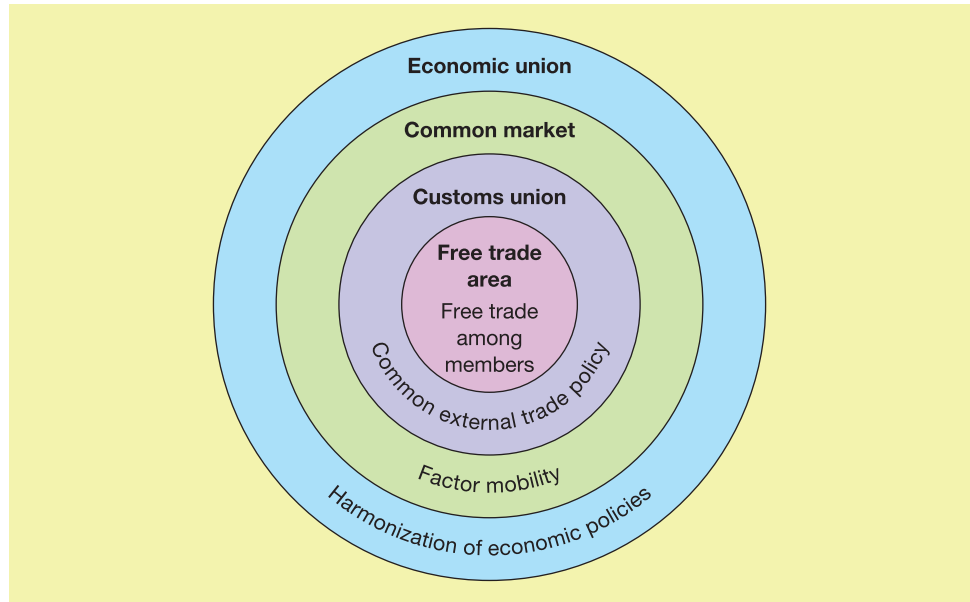 Economic union
Common market
Customs union
Free trade
area
Free trade
among
members
Common external trade policy
Factor mobility
Harmonization of economic policies